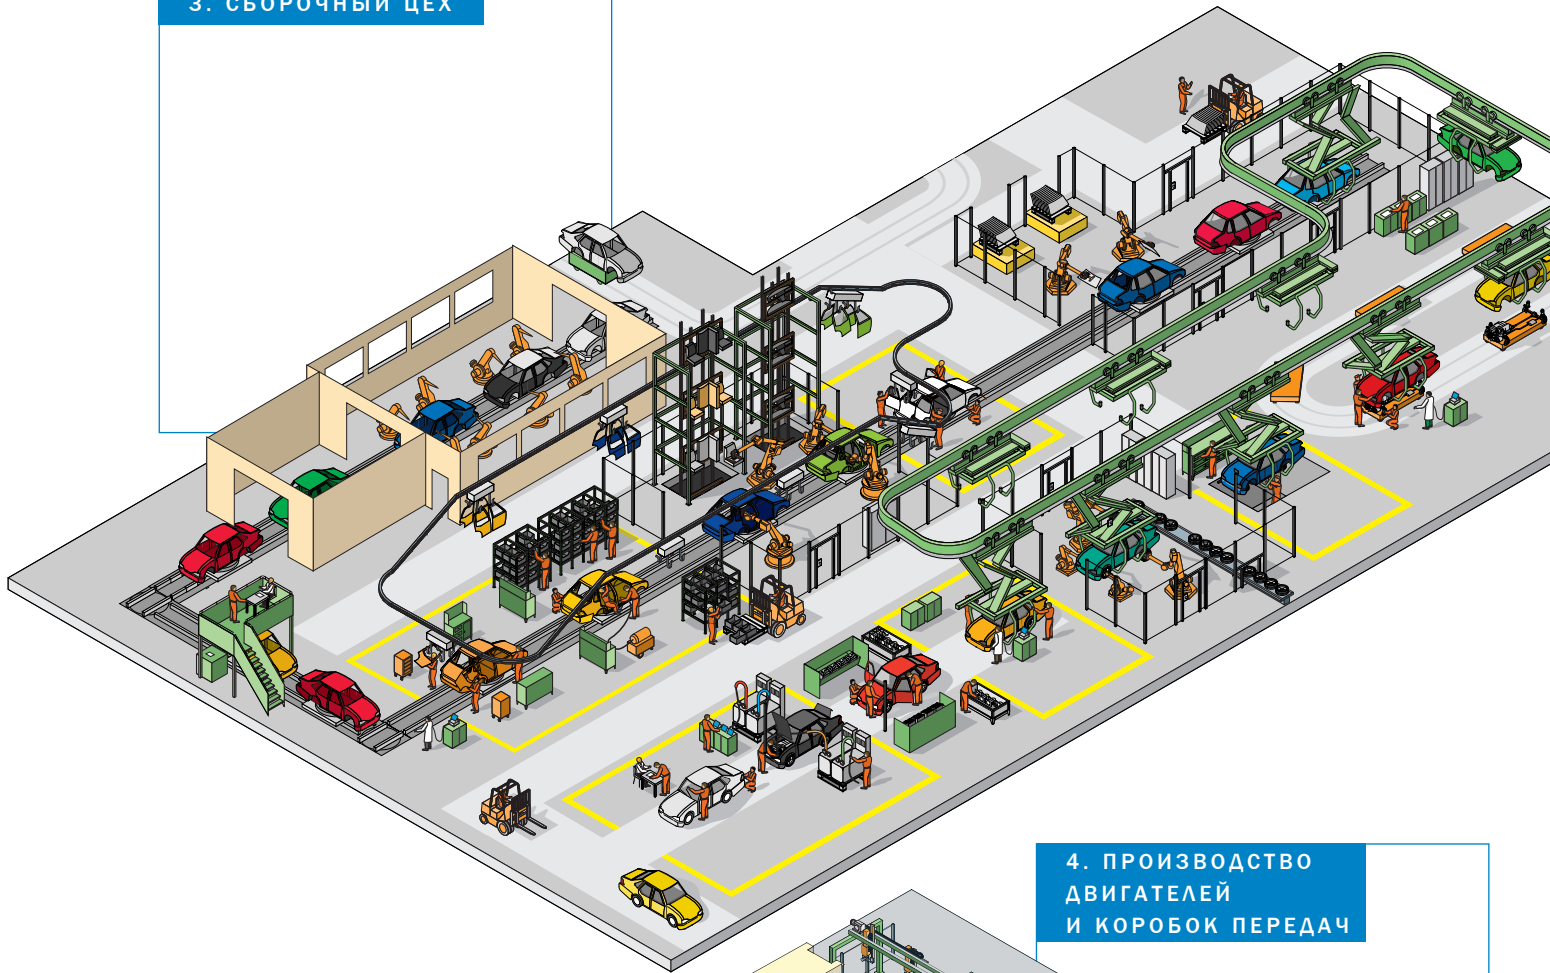 3. СБОРОЧНЫЙ ЦЕХ
4. ПРОИЗВОДСТВО
ДВИГАТЕЛЕЙ
И КОРОБОК ПЕРЕДАЧ